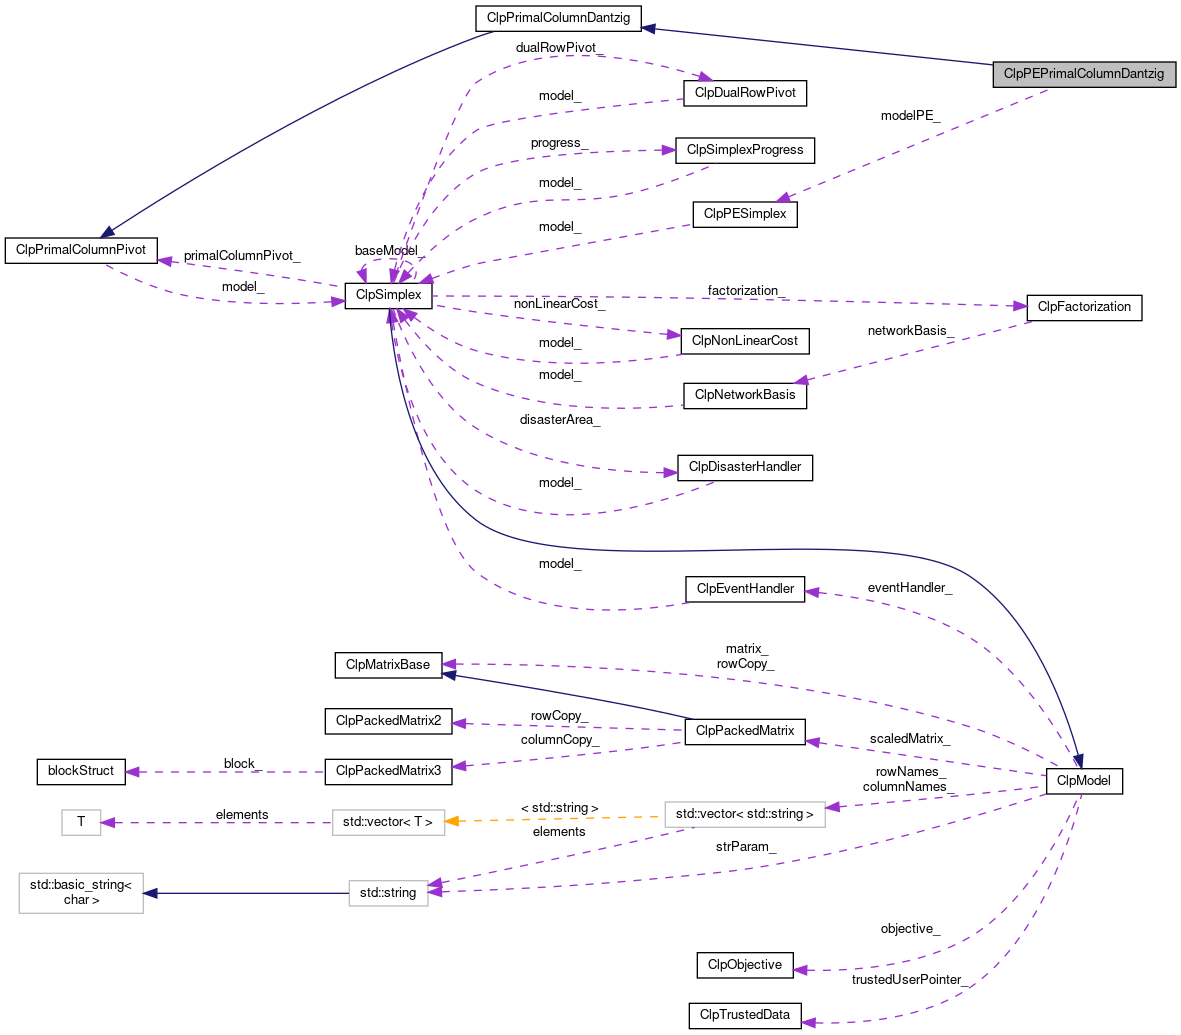 ClpPrimalColumnDantzig
dualRowPivot_
ClpPEPrimalColumnDantzig
ClpDualRowPivot
model_
modelPE_
progress_
ClpSimplexProgress
model_
ClpPESimplex
model_
ClpPrimalColumnPivot
baseModel_
primalColumnPivot_
model_
ClpSimplex
factorization_
nonLinearCost_
ClpFactorization
networkBasis_
ClpNonLinearCost
model_
model_
ClpNetworkBasis
disasterArea_
ClpDisasterHandler
model_
model_
ClpEventHandler
eventHandler_
matrix_
rowCopy_
ClpMatrixBase
ClpPackedMatrix2
rowCopy_
ClpPackedMatrix
columnCopy_
scaledMatrix_
blockStruct
block_
ClpPackedMatrix3
rowNames_
columnNames_
ClpModel
T
elements
std::vector< T >
< std::string >
std::vector< std::string >
elements
strParam_
std::basic_string<
char >
std::string
objective_
ClpObjective
trustedUserPointer_
ClpTrustedData